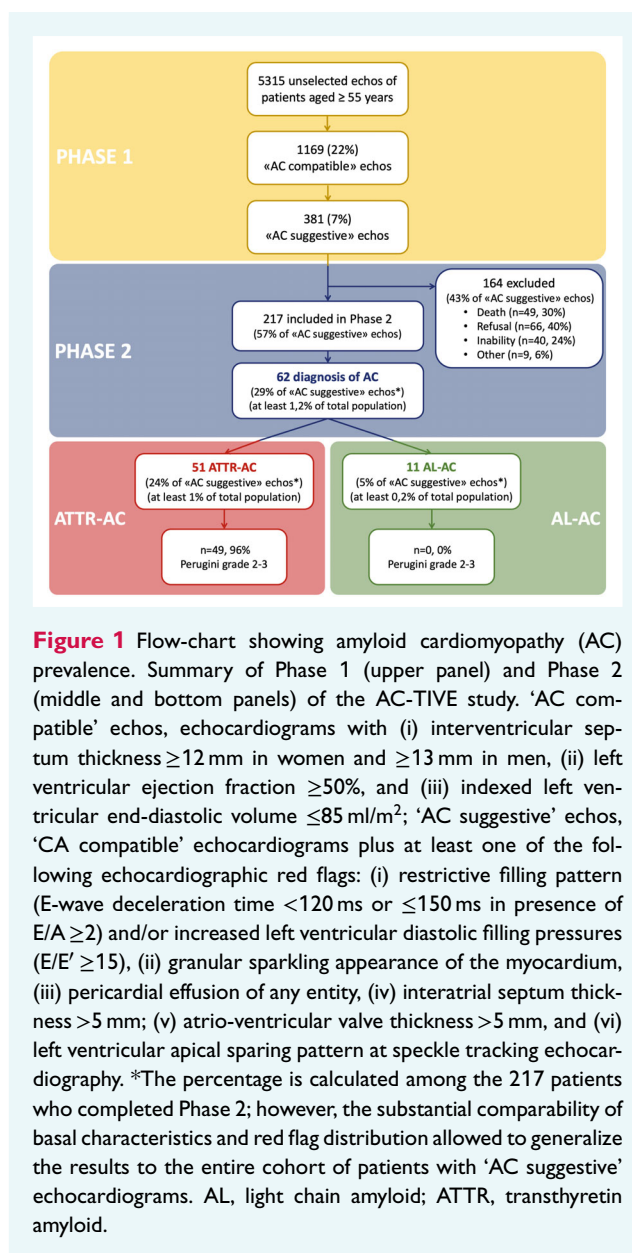 5315 unselected echos of
patients aged ≥ 55 years
PHASE 1
1169 (22%)
«AC compatible» echos
381 (7%)
«AC suggestive» echos
164 excluded
(43% of «AC suggestive» echos)
• Death (n=49, 30%)
• Refusal (n=66, 40%)
• Inability (n=40, 24%)
• Other (n=9, 6%)
217 included in Phase 2
(57% of «AC suggestive» echos)
PHASE 2
62 diagnosis of AC
(29% of «AC suggestive» echos*)
(at least 1,2% of total population)
51 ATTR-AC
(24% of «AC suggestive» echos*)
(at least 1% of total population)
11 AL-AC
(5% of «AC suggestive» echos*)
(at least 0,2% of total population)
ATTR-AC
AL-AC
n=49, 96%
Perugini grade 2-3
n=0, 0%
Perugini grade 2-3
Figure 1 Flow-chart showing amyloid cardiomyopathy (AC)
prevalence. Summary of Phase 1 (upper panel) and Phase 2
(middle and bottom panels) of the AC-TIVE study. ‘AC com-
patible’ echos, echocardiograms with (i) interventricular sep-
tum thickness ≥12 mm in women and ≥13 mm in men, (ii) left
ventricular ejection fraction ≥50%, and (iii) indexed left ven-
tricular end-diastolic volume ≤85 ml/m²; ‘AC suggestive’ echos,
‘CA compatible’ echocardiograms plus at least one of the fol-
lowing echocardiographic red flags: (i) restrictive filling pattern
(E-wave deceleration time <120 ms or ≤150 ms in presence of
E/A ≥2) and/or increased left ventricular diastolic filling pressures
(E/E′ ≥15), (ii) granular sparkling appearance of the myocardium,
(iii) pericardial effusion of any entity, (iv) interatrial septum thick-
ness >5 mm; (v) atrio-ventricular valve thickness >5 mm, and (vi)
left ventricular apical sparing pattern at speckle tracking echocar-
diography. *The percentage is calculated among the 217 patients
who completed Phase 2; however, the substantial comparability of
basal characteristics and red flag distribution allowed to generalize
the results to the entire cohort of patients with ‘AC suggestive’
echocardiograms. AL, light chain amyloid; ATTR, transthyretin
amyloid.